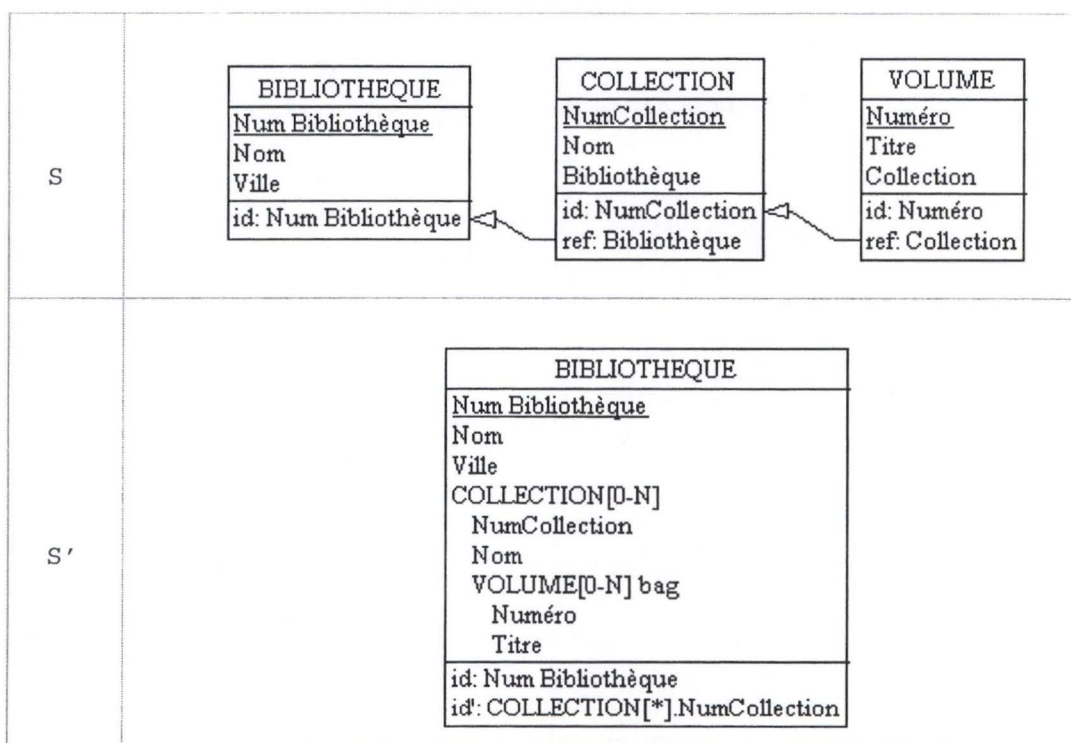 S
BIBLIOTHEQUE
Num Bibliothèque
Nom
Ville
id: Num Bibliothèque
COLLECTION
NumCollection
Nom
Bibliothèque
id: NumCollection
ref: Bibliothèque
VOLUME
Numéro
Titre
Collection
id: Numéro
ref: Collection
S'
BIBLIOTHEQUE
Num Bibliothèque
Nom
Ville
COLLECTION[0-N]
NumCollection
Nom
VOLUME[0-N] bag
Numéro
Titre
id: Num Bibliothèque
id': COLLECTION[*].NumCollection